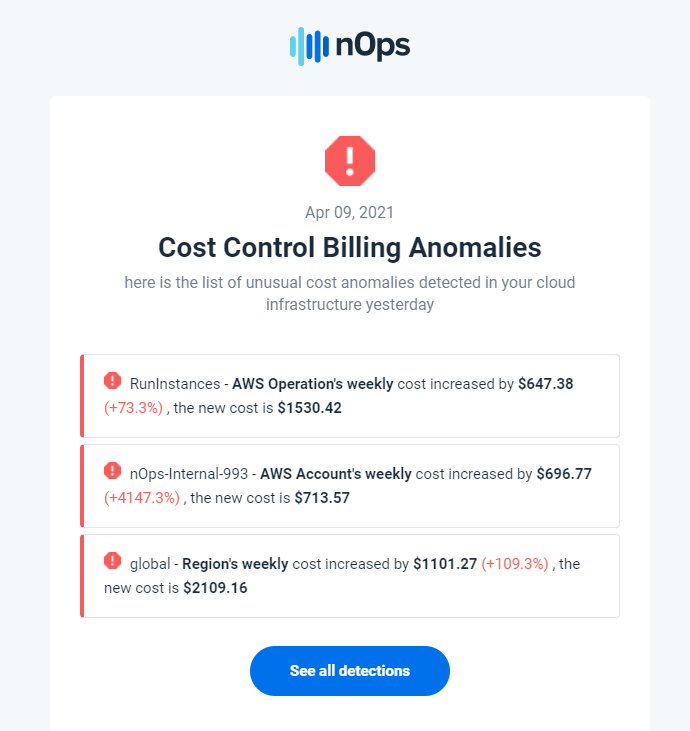 nOps
Apr 09, 2021
Cost Control Billing Anomalies
here is the list of unusual cost anomalies detected in your cloud
infrastructure yesterday
RunInstances - AWS Operation's weekly cost increased by $647.38
(+73.3%) , the new cost is $1530.42
nOps-Internal-993 - AWS Account's weekly cost increased by $696.77
(+4147.3%) , the new cost is $713.57
global - Region's weekly cost increased by $1101.27 (+109.3%) , the
new cost is $2109.16
See all detections